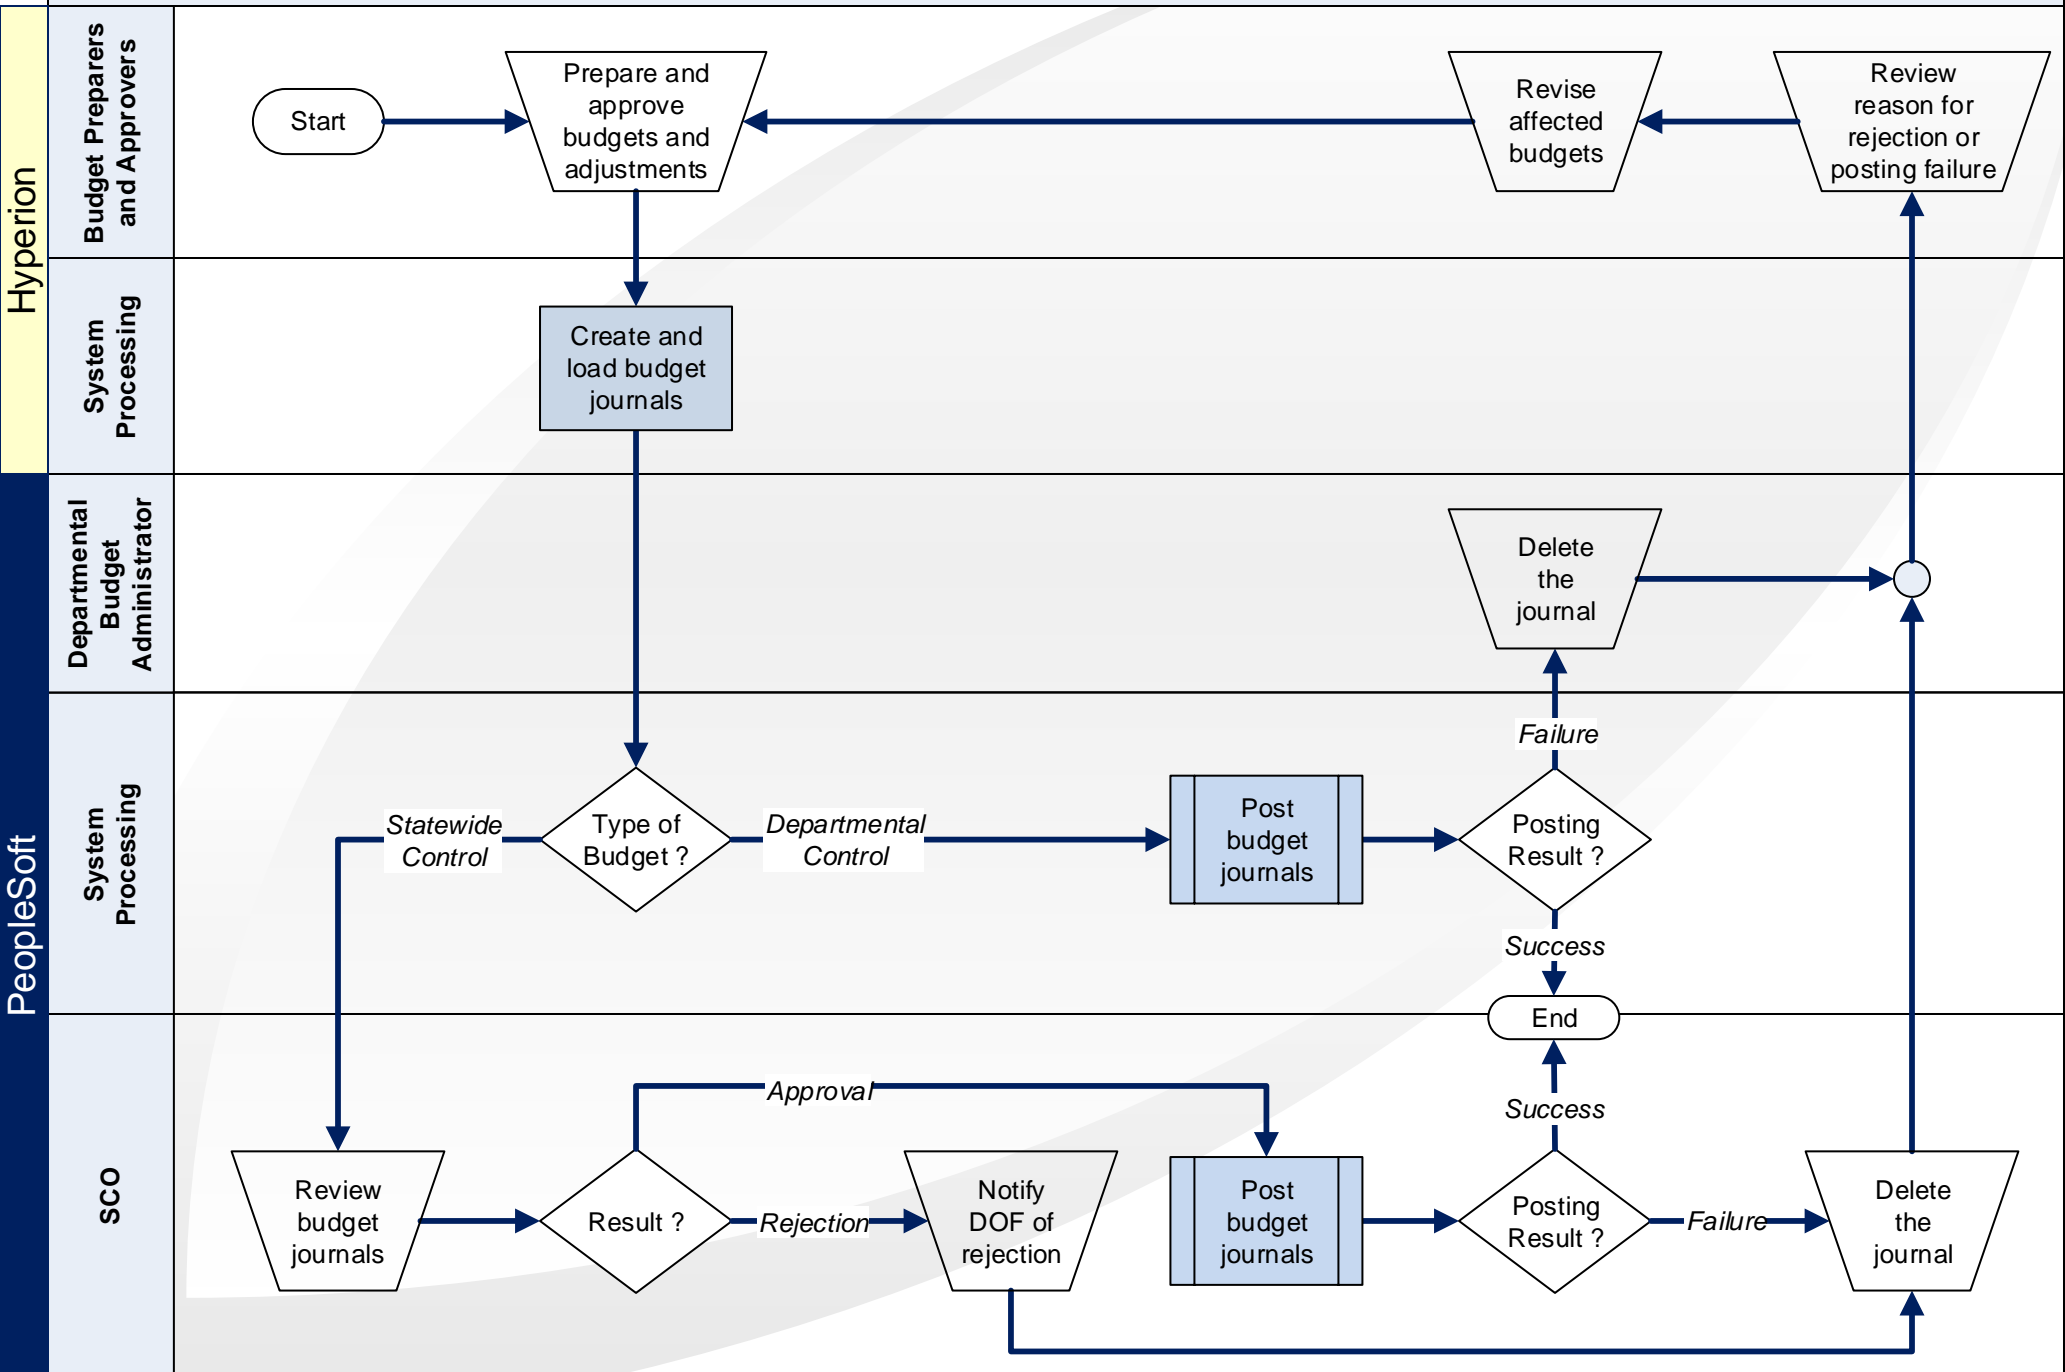 Hyperion
Budget Preparers
and Approvers
Start
Prepare and
approve
budgets and
adjustments
Revise
affected
budgets
Review
reason for
rejection or
posting failure
System
Processing
Create and
load budget
journals
PeopleSoft
Departmental
Budget
Administrator
Delete
the
journal
System
Processing
Statewide
Control
Type of
Budget ?
Departmental
Control
Post
budget
journals
Failure
Posting
Result ?
Success
End
SCO
Review
budget
journals
Result ?
Approval
Rejection
Notify
DOF of
rejection
Post
budget
journals
Success
Posting
Result ?
Failure
Delete
the
journal